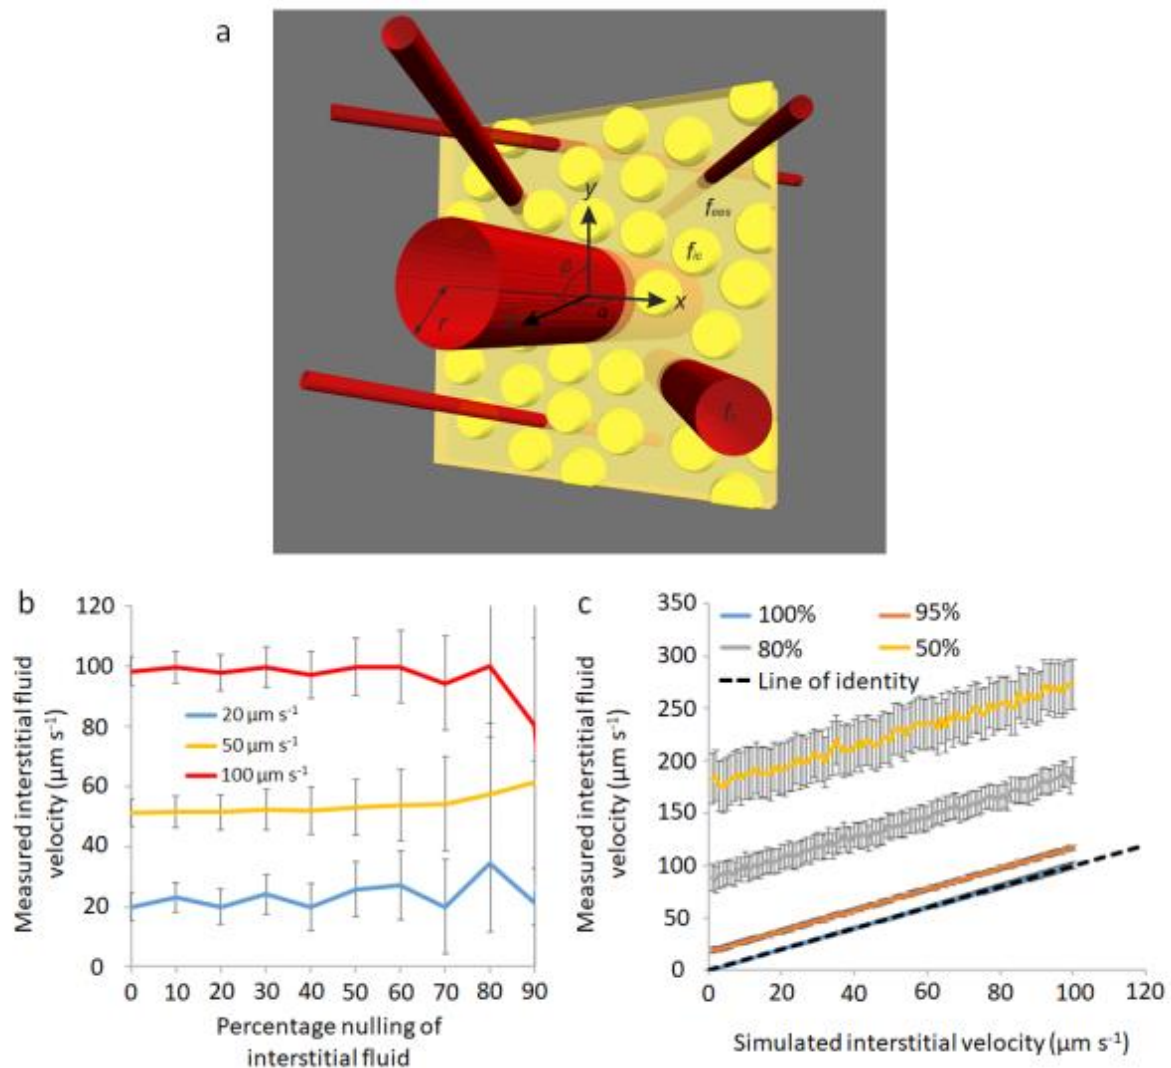 a
y
f_ees
f_ic
x
r
b
120
100
80
60
40
20
0
20 μm s⁻¹
50 μm s⁻¹
100 μm s⁻¹
0 10 20 30 40 50 60 70 80 90
Measured interstitial fluid
velocity (μm s⁻¹)
Percentage nulling of
interstitial fluid
c
350
300
250
200
150
100
50
0
100% 95%
80% 50%
Line of identity
0 20 40 60 80 100 120
Measured interstitial fluid
velocity (μm s⁻¹)
Simulated interstitial velocity (μm s⁻¹)